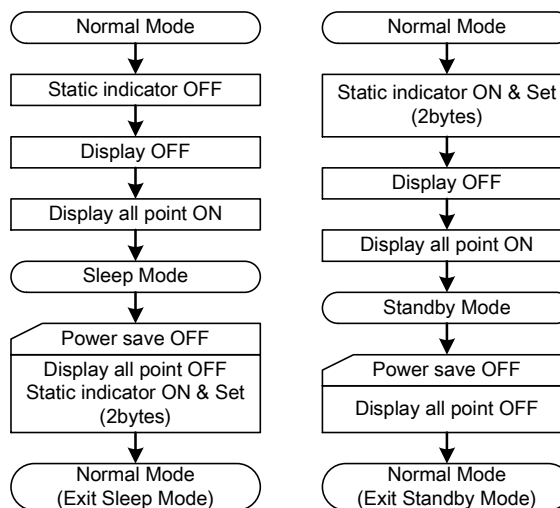 Normal Mode
Static indicator OFF
Display OFF
Display all point ON
Sleep Mode
Power save OFF
Display all point OFF
Static indicator ON & Set
(2bytes)
Normal Mode
(Exit Sleep Mode)
Normal Mode
Static indicator ON & Set
(2bytes)
Display OFF
Display all point ON
Standby Mode
Power save OFF
Display all point OFF
Normal Mode
(Exit Standby Mode)